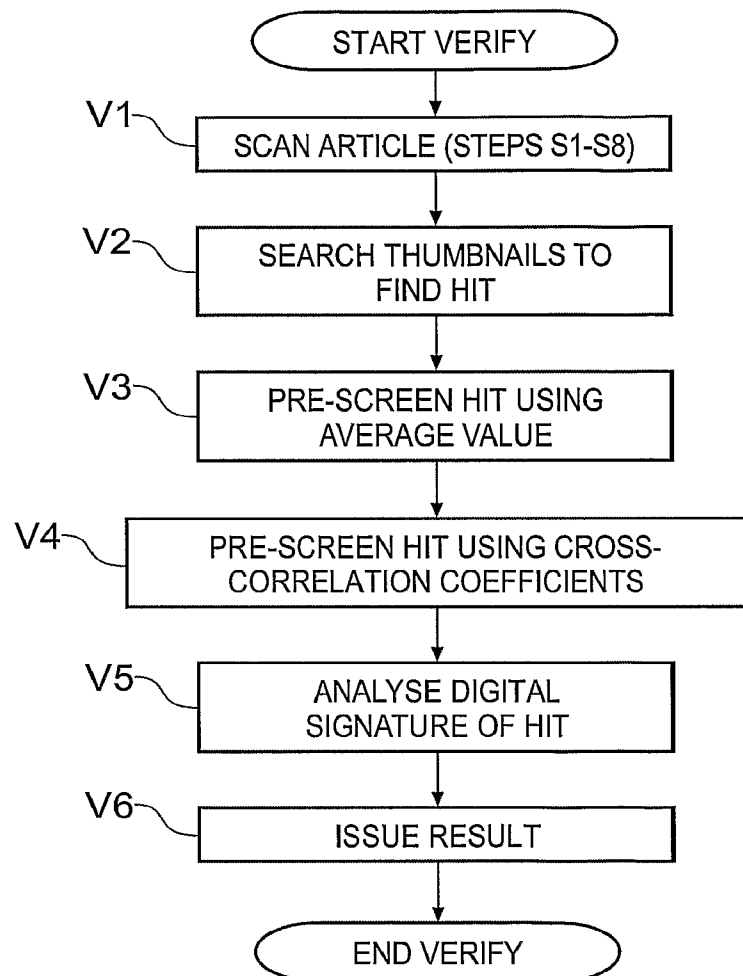 START VERIFY
V1
SCAN ARTICLE (STEPS S1-S8)
V2
SEARCH THUMBNAILS TO
FIND HIT
V3
PRE-SCREEN HIT USING
AVERAGE VALUE
V4
PRE-SCREEN HIT USING CROSS-
CORRELATION COEFFICIENTS
V5
ANALYSE DIGITAL
SIGNATURE OF HIT
V6
ISSUE RESULT
END VERIFY